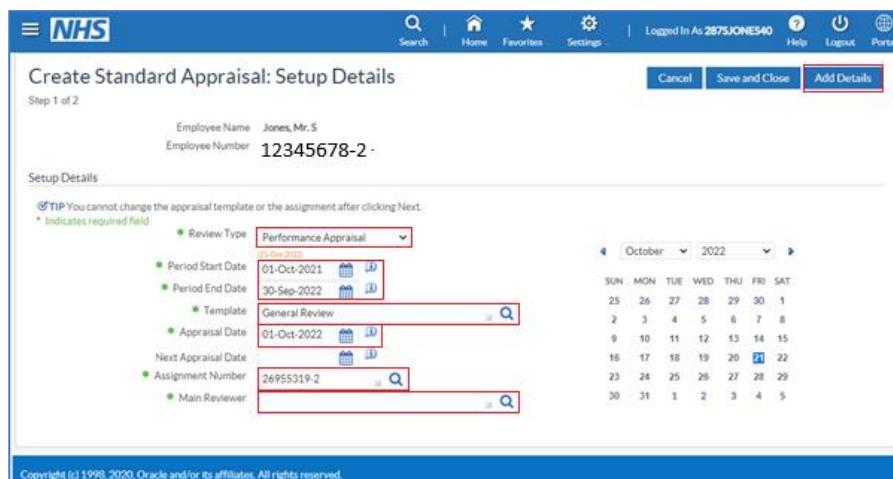 NHS
Search | Home Favorites Settings | Logged In As 287SJONES40 Help Logout Porta
Create Standard Appraisal: Setup Details
Cancel Save and Close Add Details
Step 1 of 2
Employee Name Jones, Mr. S
Employee Number 12345678-2
Setup Details
TIP You cannot change the appraisal template or the assignment after clicking Next.
* Indicates required field
* Review Type Performance Appraisal
(21-Oct-2022)
* Period Start Date 01-Oct-2021
* Period End Date 30-Sep-2022
* Template General Review
* Appraisal Date 01-Oct-2022
Next Appraisal Date
* Assignment Number 26955319-2
* Main Reviewer
October 2022
SUN MON TUE WED THU FRI SAT
25 26 27 28 29 30 1
2 3 4 5 6 7 8
9 10 11 12 13 14 15
16 17 18 19 20 21 22
23 24 25 26 27 28 29
30 31 1 2 3 4 5
Copyright (c) 1998, 2020, Oracle and/or its affiliates. All rights reserved.